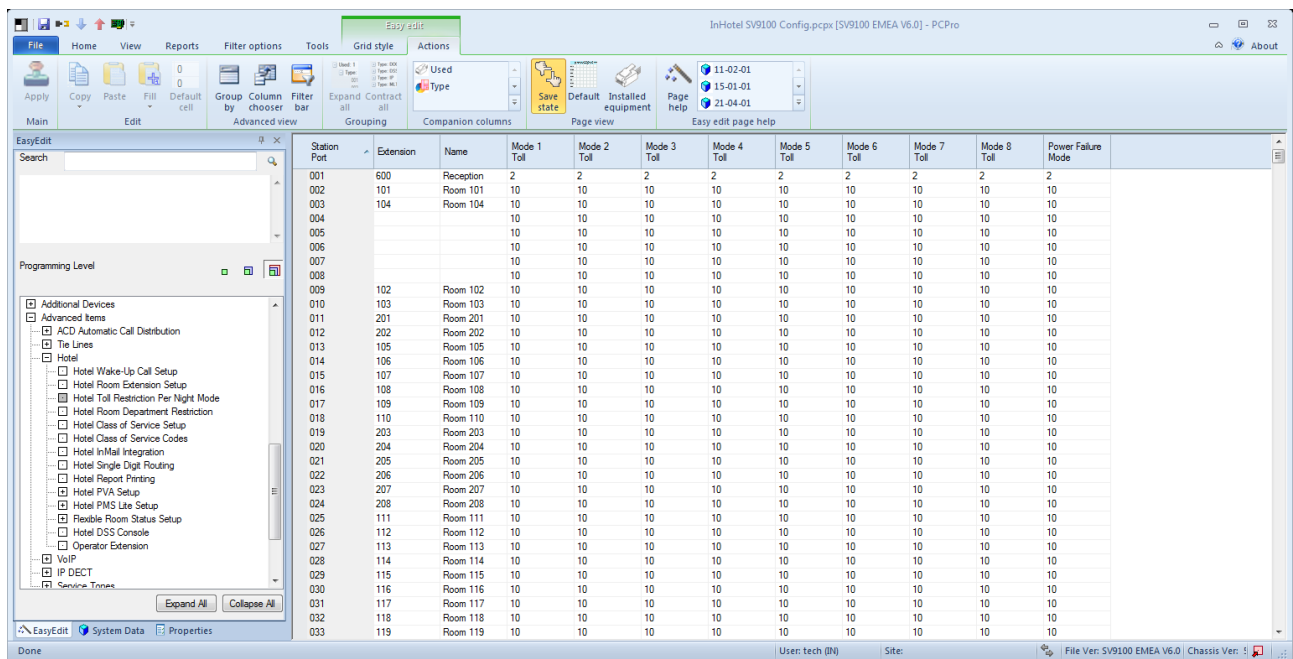 Easy edit
InHotel SV9100 Config.pcpx [SV9100 EMEA V6.0] - PCPro
File Home View Reports Filter options Tools Grid style Actions About
Apply Copy Paste Fill Default cell Group by Column chooser Filter bar Expand all Contract all Used Type Save state Default Installed equipment Page help 11-02-01 15-01-01 21-04-01
Main Edit Advanced view Grouping Companion columns Page view Easy edit page help
EasyEdit
Search
Programming Level
Additional Devices
Advanced Items
ACD Automatic Call Distribution
Tie Lines
Hotel
Hotel Wake-Up Call Setup
Hotel Room Extension Setup
Hotel Toll Restriction Per Night Mode
Hotel Room Department Restriction
Hotel Class of Service Setup
Hotel Class of Service Codes
Hotel InMail Integration
Hotel Single Digit Routing
Hotel Report Printing
Hotel PVA Setup
Hotel PMS Lite Setup
Flexible Room Status Setup
Hotel DSS Console
Operator Extension
VoIP
IP DECT
Service Tones
Expand All Collapse All
EasyEdit System Data Properties
Station Port Extension Name Mode 1 Toll Mode 2 Toll Mode 3 Toll Mode 4 Toll Mode 5 Toll Mode 6 Toll Mode 7 Toll Mode 8 Toll Power Failure Mode
001 600 Reception 2 2 2 2 2 2 2 2 2
002 101 Room 101 10 10 10 10 10 10 10 10 10
003 104 Room 104 10 10 10 10 10 10 10 10 10
004 10 10 10 10 10 10 10 10 10
005 10 10 10 10 10 10 10 10 10
006 10 10 10 10 10 10 10 10 10
007 10 10 10 10 10 10 10 10 10
008 10 10 10 10 10 10 10 10 10
009 102 Room 102 10 10 10 10 10 10 10 10 10
010 103 Room 103 10 10 10 10 10 10 10 10 10
011 201 Room 201 10 10 10 10 10 10 10 10 10
012 202 Room 202 10 10 10 10 10 10 10 10 10
013 105 Room 105 10 10 10 10 10 10 10 10 10
014 106 Room 106 10 10 10 10 10 10 10 10 10
015 107 Room 107 10 10 10 10 10 10 10 10 10
016 108 Room 108 10 10 10 10 10 10 10 10 10
017 109 Room 109 10 10 10 10 10 10 10 10 10
018 110 Room 110 10 10 10 10 10 10 10 10 10
019 203 Room 203 10 10 10 10 10 10 10 10 10
020 204 Room 204 10 10 10 10 10 10 10 10 10
021 205 Room 205 10 10 10 10 10 10 10 10 10
022 206 Room 206 10 10 10 10 10 10 10 10 10
023 207 Room 207 10 10 10 10 10 10 10 10 10
024 208 Room 208 10 10 10 10 10 10 10 10 10
025 111 Room 111 10 10 10 10 10 10 10 10 10
026 112 Room 112 10 10 10 10 10 10 10 10 10
027 113 Room 113 10 10 10 10 10 10 10 10 10
028 114 Room 114 10 10 10 10 10 10 10 10 10
029 115 Room 115 10 10 10 10 10 10 10 10 10
030 116 Room 116 10 10 10 10 10 10 10 10 10
031 117 Room 117 10 10 10 10 10 10 10 10 10
032 118 Room 118 10 10 10 10 10 10 10 10 10
033 119 Room 119 10 10 10 10 10 10 10 10 10
Done User: tech (IN) Site: File Ver: SV9100 EMEA V6.0 Chassis Ver: